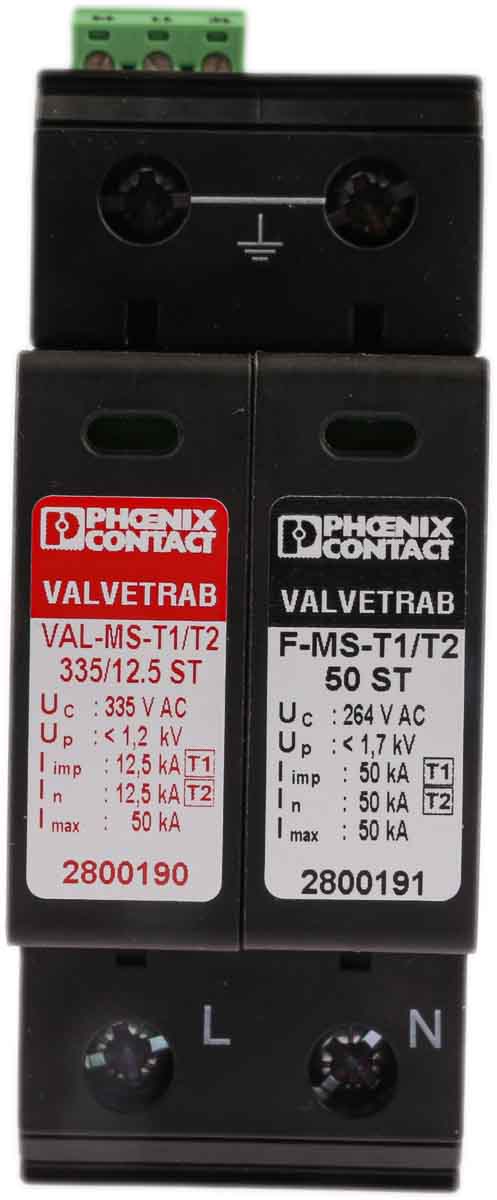 PHŒNIX
CONTACT
VALVETRAB
VAL-MS-T1/T2
335/12.5 ST
UC : 335 V AC
Up : < 1,2 kV
Iimp : 12,5 kA T1
In : 12,5 kA T2
Imax : 50 kA
2800190
PHŒNIX
CONTACT
VALVETRAB
F-MS-T1/T2
50 ST
UC : 264 V AC
Up : < 1,7 kV
Iimp : 50 kA T1
In : 50 kA T2
Imax : 50 kA
2800191
L
N